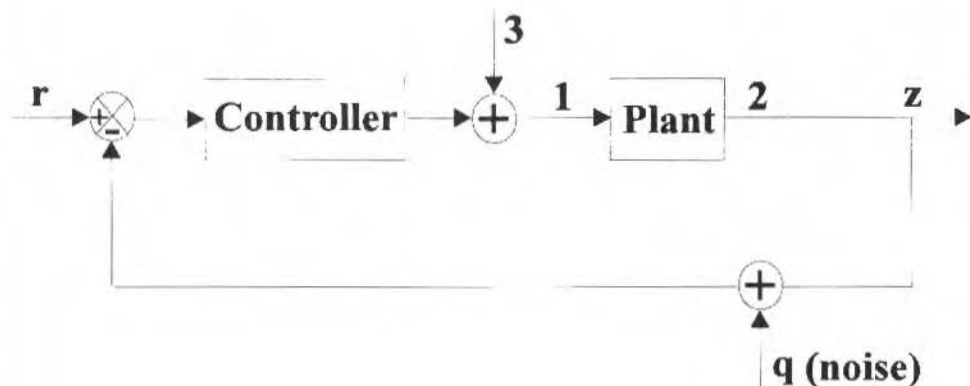 3
r
1
2
z
+
-
Controller
+
Plant
+
q (noise)